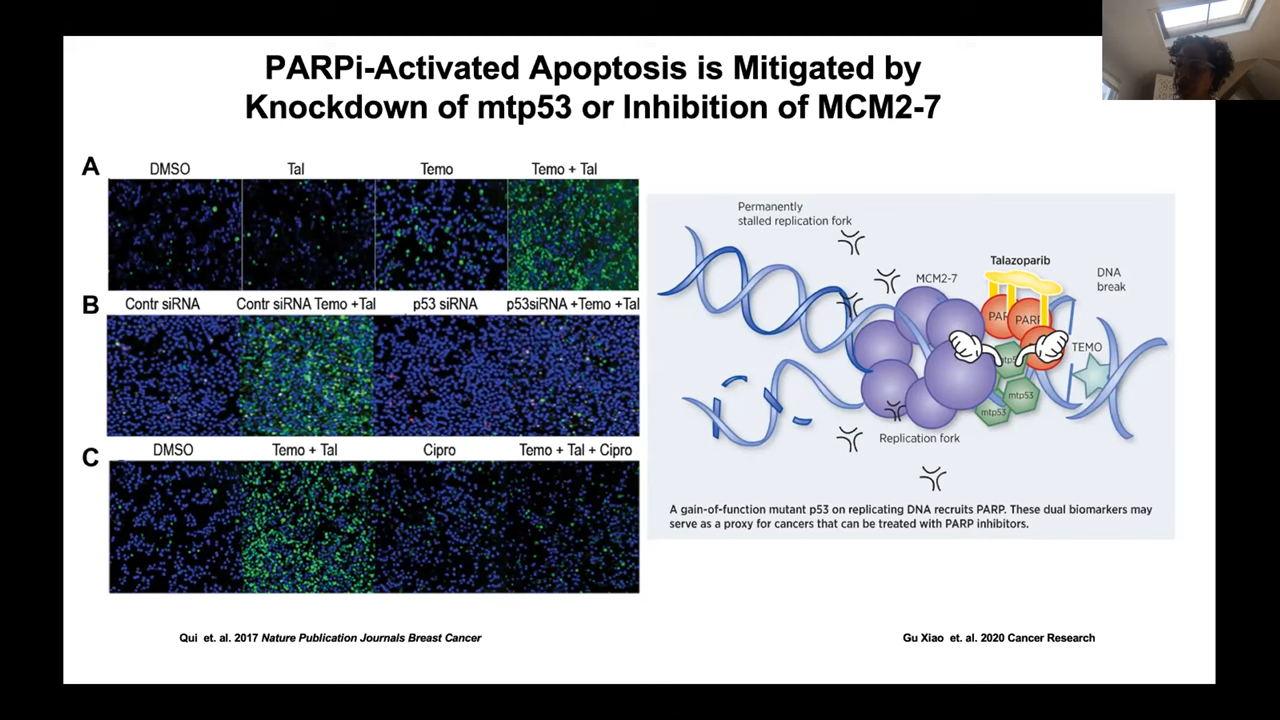 PARPi-Activated Apoptosis is Mitigated by
Knockdown of mtp53 or Inhibition of MCM2-7
A
DMSO
Tal
Temo
Temo + Tal
B
Contr siRNA
Contr siRNA Temo +Tal
p53 siRNA
p53siRNA +Temo +Tal
C
DMSO
Temo + Tal
Cipro
Temo + Tal + Cipro
Permanently
stalled replication fork
MCM2-7
Talazoparib
DNA
break
PARP
TEMO
mtp53
mtp53
Replication fork
A gain-of-function mutant p53 on replicating DNA recruits PARP. These dual biomarkers may
serve as a proxy for cancers that can be treated with PARP inhibitors.
Qui et. al. 2017 Nature Publication Journals Breast Cancer
Gu Xiao et. al. 2020 Cancer Research